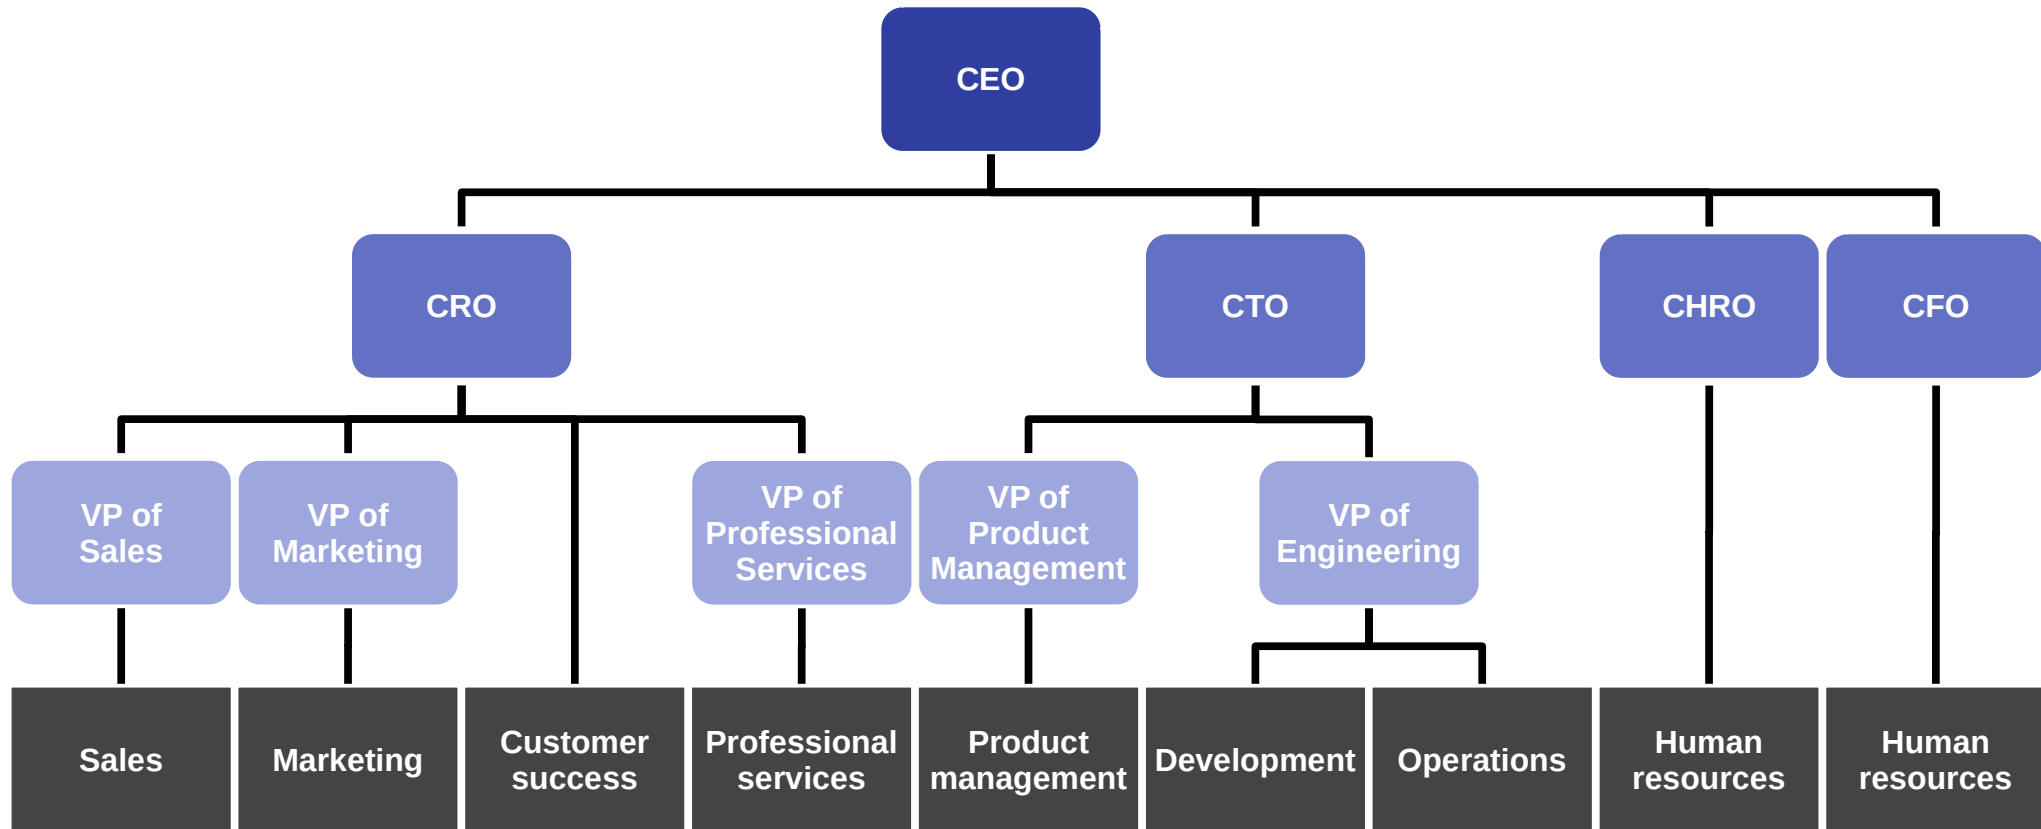 CEO
CRO
CTO
CHRO
CFO
VP of
Sales
VP of
Marketing
VP of
Professional
Services
VP of
Product
Management
VP of
Engineering
Sales
Marketing
Customer
success
Professional
services
Product
management
Development
Operations
Human
resources
Human
resources